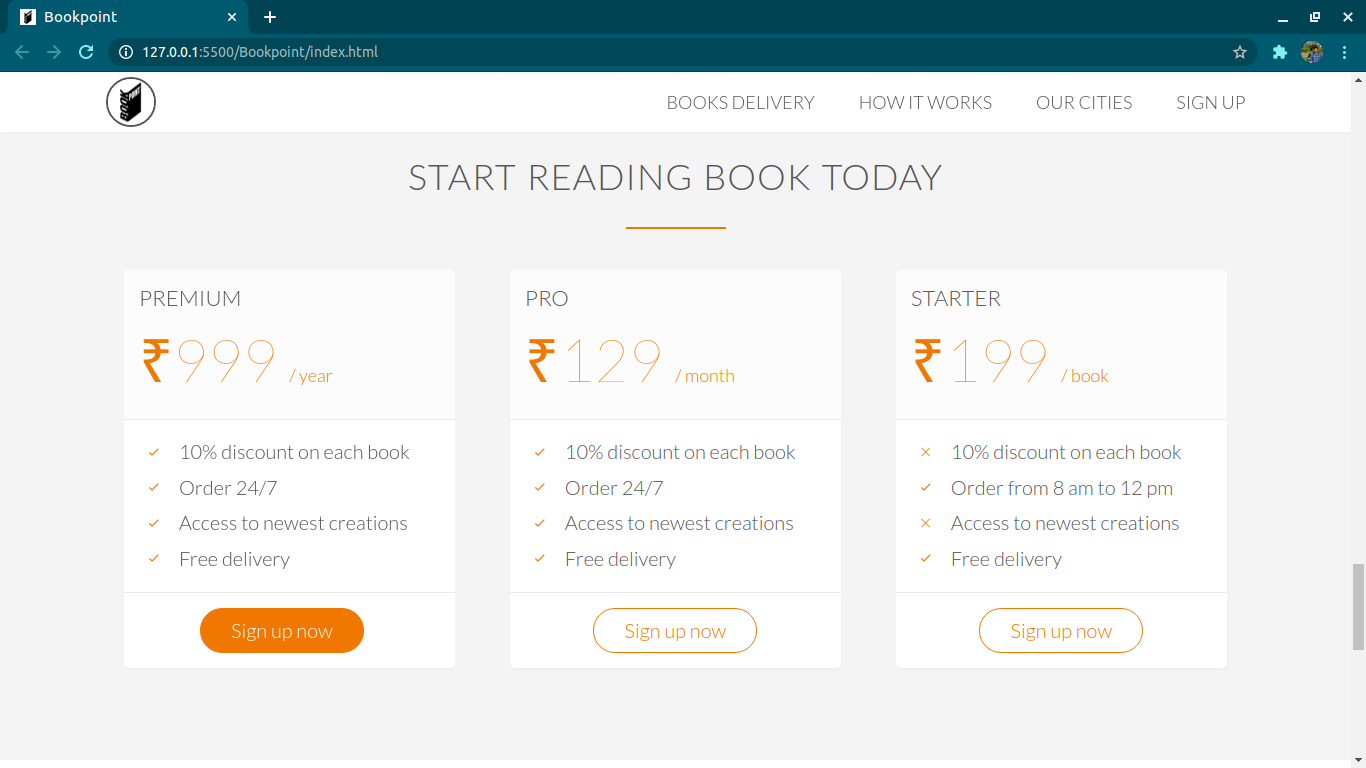 Bookpoint
127.0.0.1:5500/Bookpoint/index.html
BOOK POINT
BOOKS DELIVERY HOW IT WORKS OUR CITIES SIGN UP
START READING BOOK TODAY
PREMIUM
₹999 / year
10% discount on each book
Order 24/7
Access to newest creations
Free delivery
Sign up now
PRO
₹129 / month
10% discount on each book
Order 24/7
Access to newest creations
Free delivery
Sign up now
STARTER
₹199 / book
10% discount on each book
Order from 8 am to 12 pm
Access to newest creations
Free delivery
Sign up now